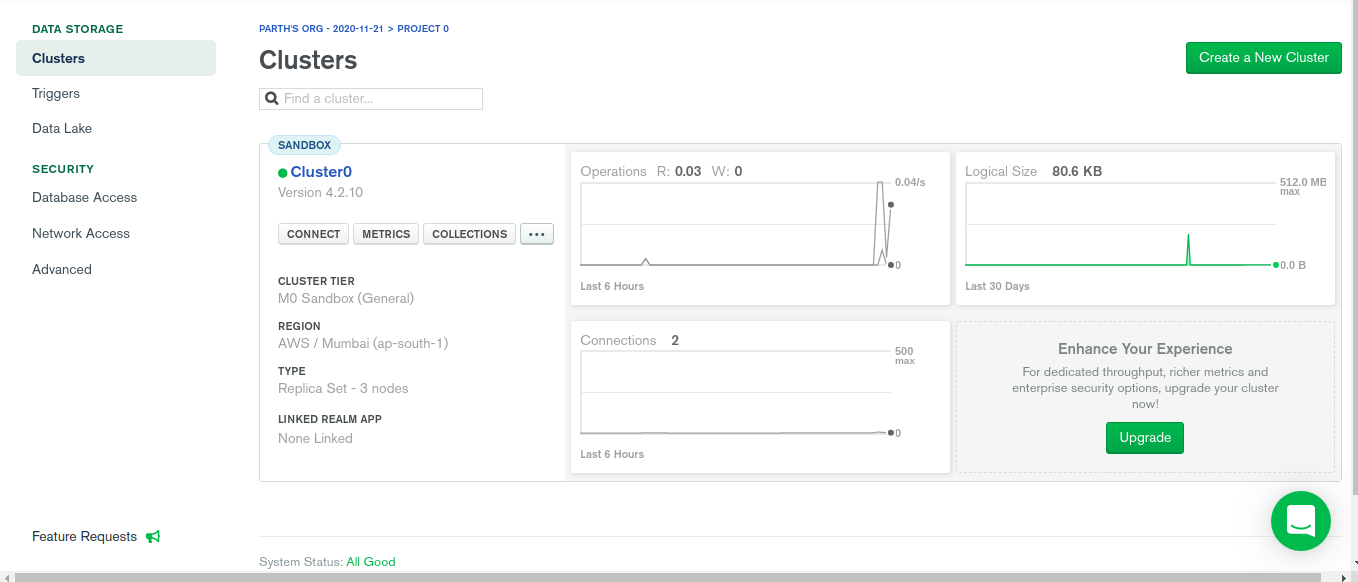 DATA STORAGE
Clusters
Triggers
Data Lake
SECURITY
Database Access
Network Access
Advanced
Feature Requests
PARTH'S ORG - 2020-11-21 > PROJECT 0
Clusters
Create a New Cluster
Find a cluster...
SANDBOX
Cluster0
Version 4.2.10
CONNECT METRICS COLLECTIONS ...
CLUSTER TIER
M0 Sandbox (General)
REGION
AWS / Mumbai (ap-south-1)
TYPE
Replica Set - 3 nodes
LINKED REALM APP
None Linked
Operations R: 0.03 W: 0
0.04/s
0
Last 6 Hours
Logical Size 80.6 KB
512.0 MB
max
0.0 B
Last 30 Days
Connections 2
500
max
0
Last 6 Hours
Enhance Your Experience
For dedicated throughput, richer metrics and
enterprise security options, upgrade your cluster
now!
Upgrade
System Status: All Good